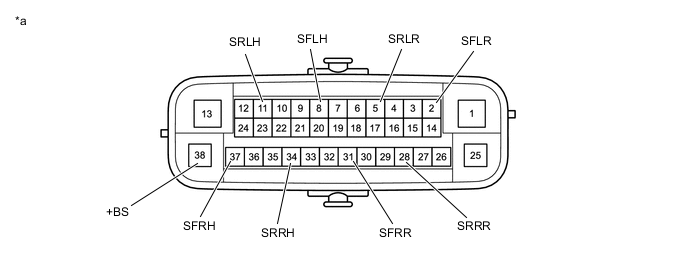 *a
SRLH SFLH SRLR SFLR
13 12 11 10 9 8 7 6 5 4 3 2 1
24 23 22 21 20 19 18 17 16 15 14
38 37 36 35 34 33 32 31 30 29 28 27 26 25
+BS SFRH SRRH SFRR SRRR